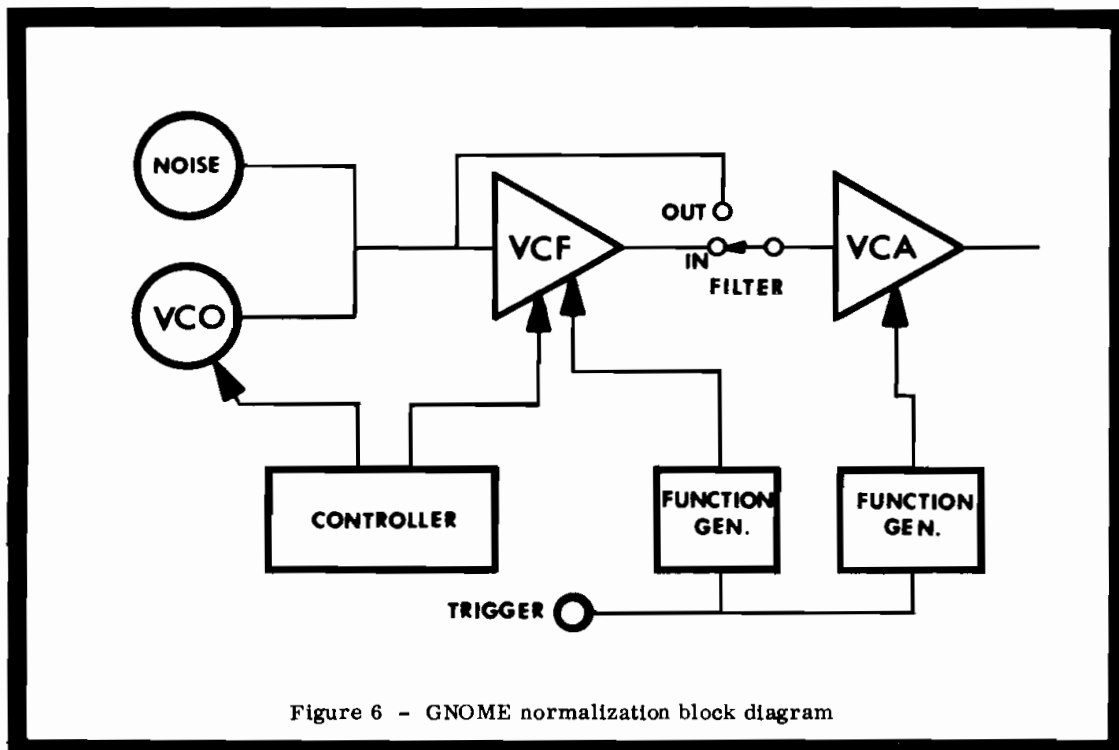 NOISE
OUT
VCF
VCA
IN
FILTER
VCO
CONTROLLER
FUNCTION
GEN.
FUNCTION
GEN.
TRIGGER
Figure 6 - GNOME normalization block diagram